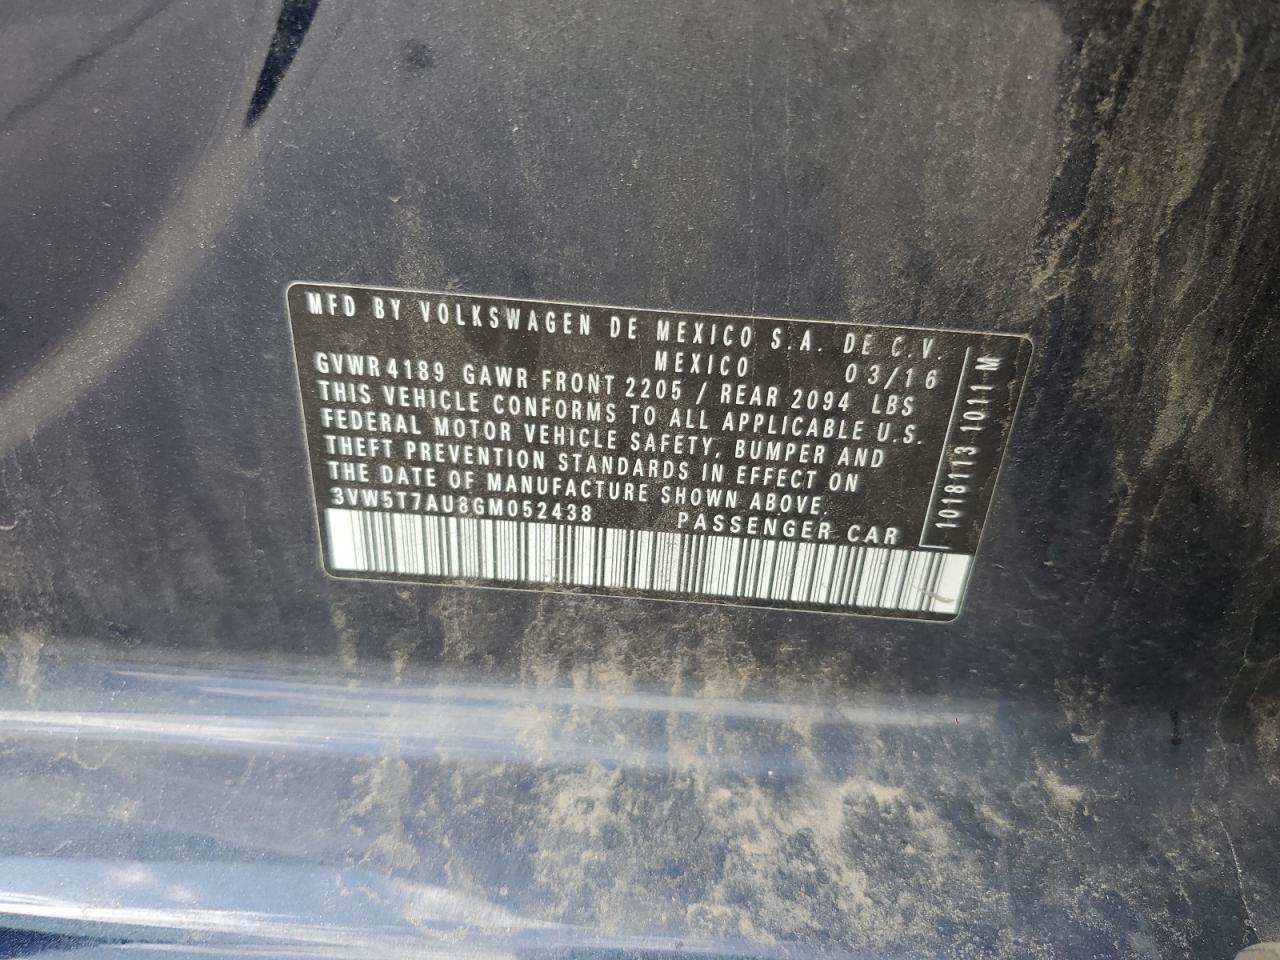 MFD BY VOLKSWAGEN DE MEXICO S.A. DE C.V.
MEXICO 03/16
GVWR 4189 GAWR FRONT 2205 / REAR 2094 LBS
THIS VEHICLE CONFORMS TO ALL APPLICABLE U.S.
FEDERAL MOTOR VEHICLE SAFETY, BUMPER AND
THEFT PREVENTION STANDARDS IN EFFECT ON
THE DATE OF MANUFACTURE SHOWN ABOVE.
3VW5T7AU8GM052438 PASSENGER CAR
1018113 1011 M